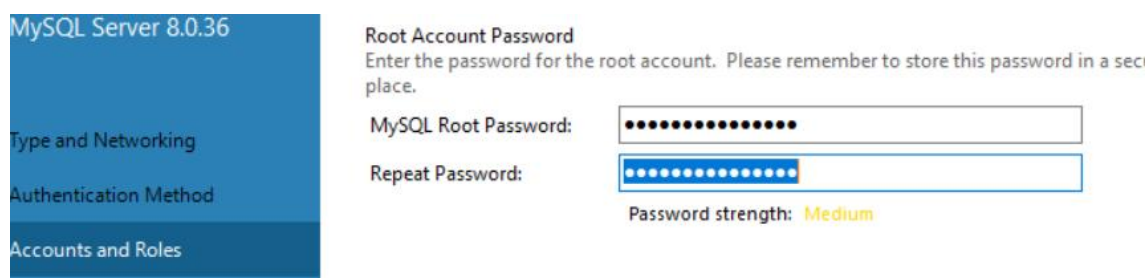 MySQL Server 8.0.36
Root Account Password
Enter the password for the root account. Please remember to store this password in a
place.
MySQL Root Password:
Repeat Password:
Password strength: Medium
Type and Networking
Authentication Method
Accounts and Roles